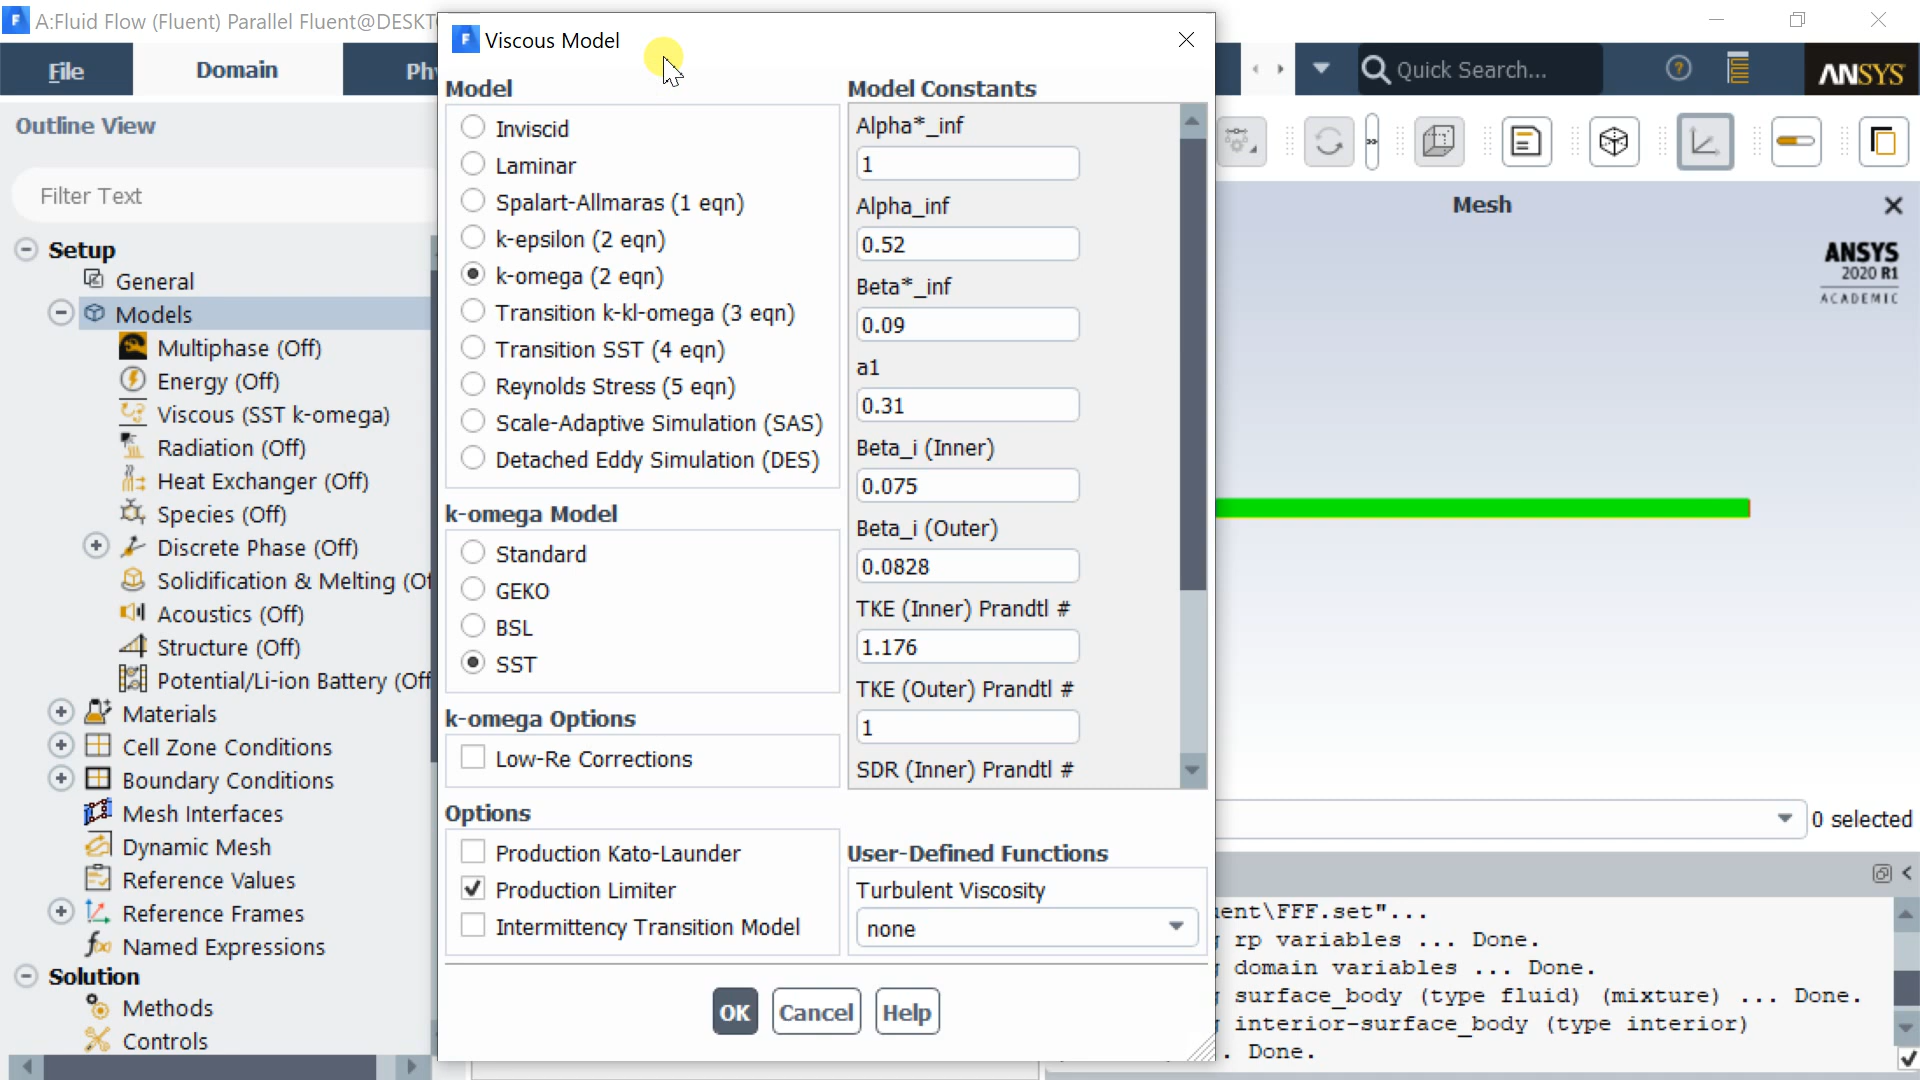 A:Fluid Flow (Fluent) Parallel Fluent@DESKT
File
Domain
Quick Search...
ANSYS
Outline View
Filter Text
Setup
General
Models
Multiphase (Off)
Energy (Off)
Viscous (SST k-omega)
Radiation (Off)
Heat Exchanger (Off)
Species (Off)
Discrete Phase (Off)
Solidification & Melting (Of
Acoustics (Off)
Structure (Off)
Potential/Li-ion Battery (Off
Materials
Cell Zone Conditions
Boundary Conditions
Mesh Interfaces
Dynamic Mesh
Reference Values
Reference Frames
Named Expressions
Solution
Methods
Controls
Viscous Model
Model
Inviscid
Laminar
Spalart-Allmaras (1 eqn)
k-epsilon (2 eqn)
k-omega (2 eqn)
Transition k-kl-omega (3 eqn)
Transition SST (4 eqn)
Reynolds Stress (5 eqn)
Scale-Adaptive Simulation (SAS)
Detached Eddy Simulation (DES)
k-omega Model
Standard
GEKO
BSL
SST
k-omega Options
Low-Re Corrections
Options
Production Kato-Launder
Production Limiter
Intermittency Transition Model
Model Constants
Alpha*_inf
1
Alpha_inf
0.52
Beta*_inf
0.09
a1
0.31
Beta_i (Inner)
0.075
Beta_i (Outer)
0.0828
TKE (Inner) Prandtl #
1.176
TKE (Outer) Prandtl #
1
SDR (Inner) Prandtl #
User-Defined Functions
Turbulent Viscosity
none
OK
Cancel
Help
Mesh
ANSYS
2020 R1
ACADEMIC
0 selected
ent\FFF.set"...
rp variables ... Done.
domain variables ... Done.
surface_body (type fluid) (mixture) ... Done.
interior-surface_body (type interior)
. Done.